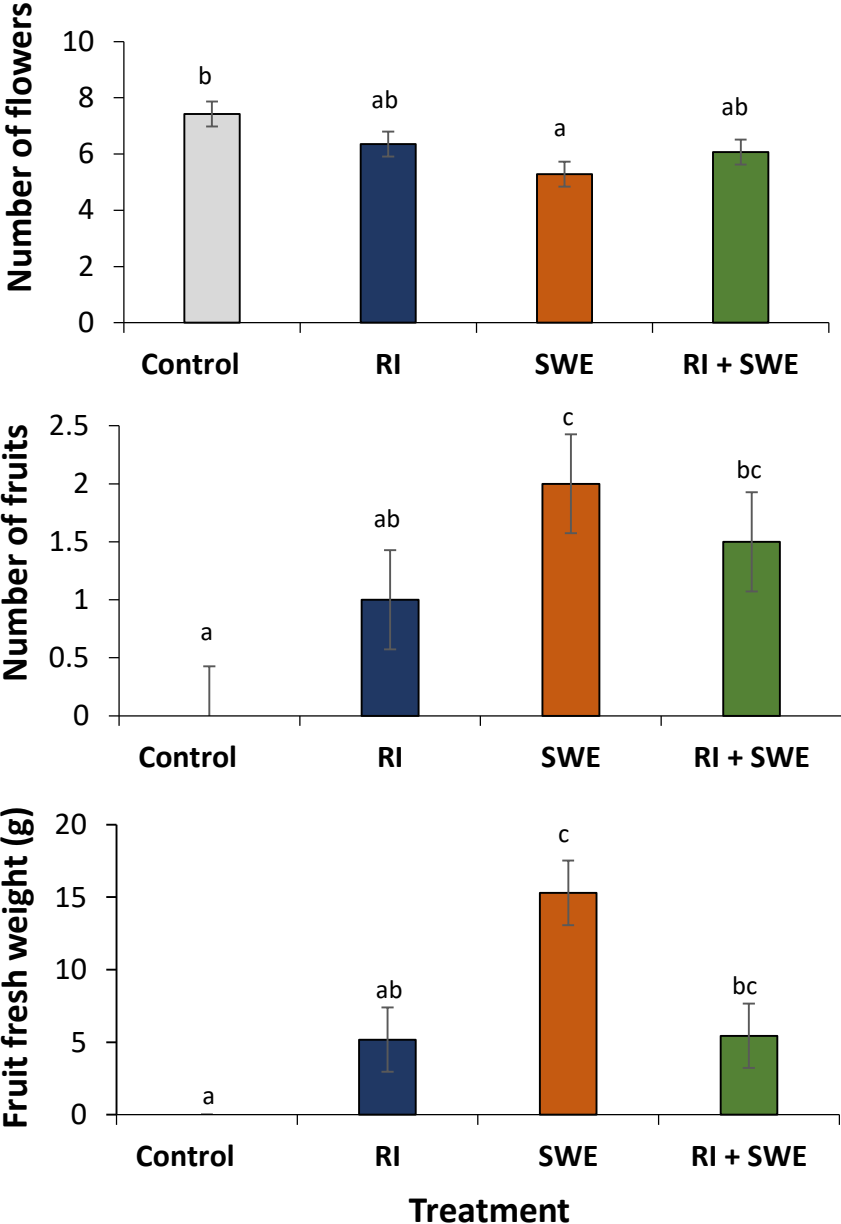 Number of flowers
10
8
6
4
2
0
b
ab
a
ab
Control RI SWE RI + SWE
Number of fruits
2.5
2
1.5
1
0.5
0
a
ab
c
bc
Control RI SWE RI + SWE
Fruit fresh weight (g)
20
15
10
5
0
a
ab
c
bc
Control RI SWE RI + SWE
Treatment